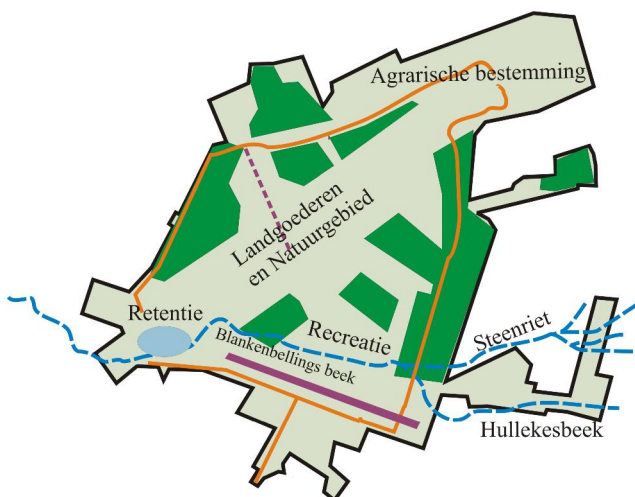 Agrarische bestemming
Landgoederen
en Natuurgebied
Retentie
Recreatie
Steenriet
Blankenbellings beek
Hullekesbeek